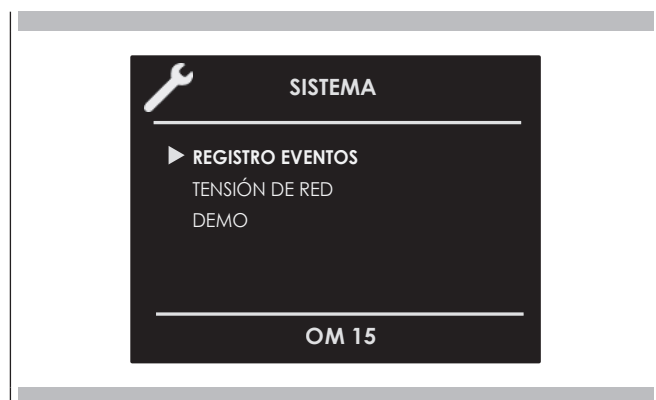 SISTEMA
REGISTRO EVENTOS
TENSIÓN DE RED
DEMO
OM 15